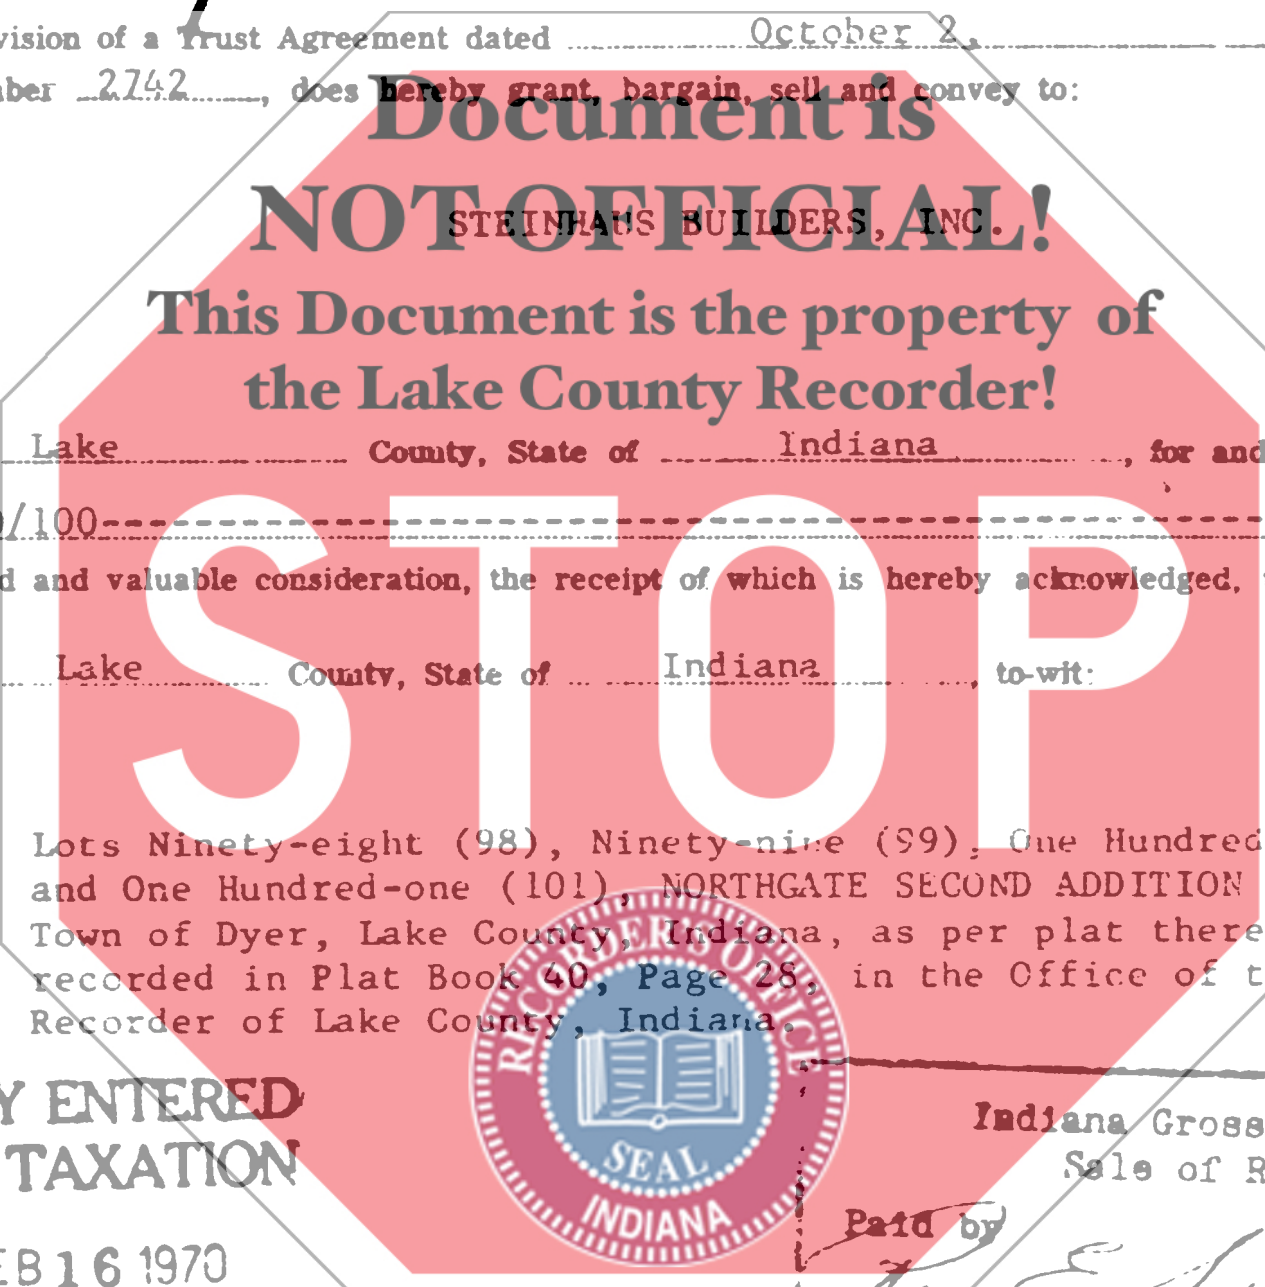 vision of a Trust Agreement dated October 2,
ber 2742, does hereby grant, bargain, sell and convey to:
Document is
NOT OFFICIAL!
STEINHAUS BUILDERS, INC.
This Document is the property of
the Lake County Recorder!
Lake County, State of Indiana, for and
/100
d and valuable consideration, the receipt of which is hereby acknowledged,
STOP
Lake County, State of Indiana, to-wit:
Lots Ninety-eight (98), Ninety-nine (99), One Hundred
and One Hundred-one (101), NORTHGATE SECOND ADDITION
Town of Dyer, Lake County, Indiana, as per plat there
recorded in Plat Book 40, Page 28, in the Office of t
Recorder of Lake County, Indiana.
RECORDER'S OFFICE
SEAL
INDIANA
Y ENTERED
TAXATION
EB 16 1970
Indiana Gross
Sale of R
Paid by